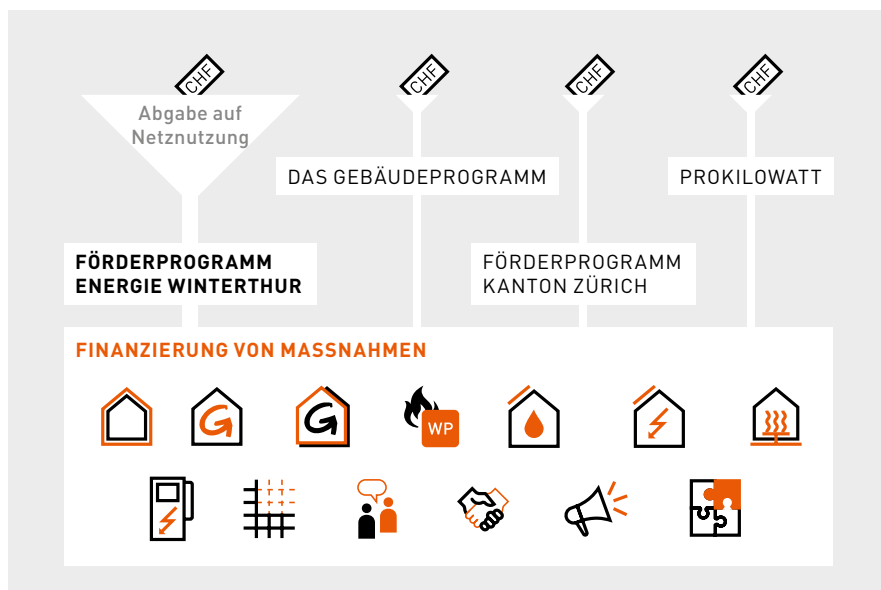 CHF
CHF
CHF
CHF
Abgabe auf
Netznutzung
DAS GEBÄUDEPROGRAMM
PROKILOWATT
FÖRDERPROGRAMM
ENERGIE WINTERTHUR
FÖRDERPROGRAMM
KANTON ZÜRICH
FINANZIERUNG VON MASSNAHMEN
G
G
WP